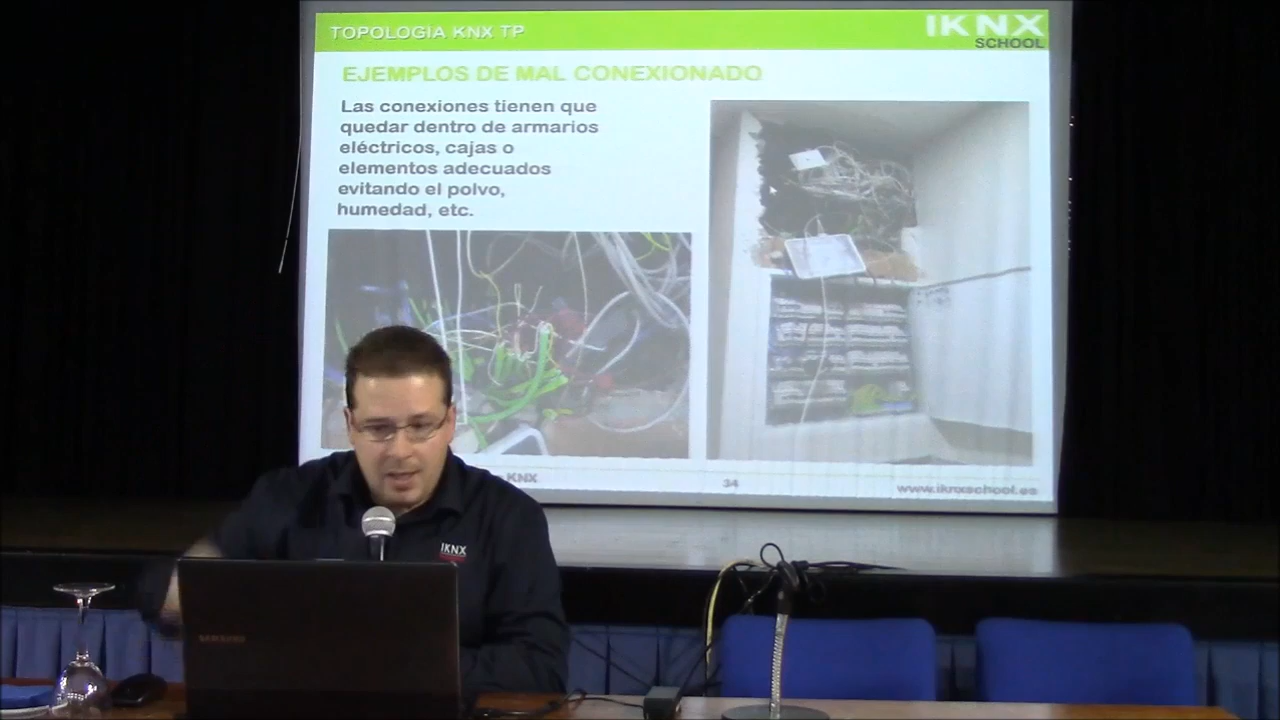 TOPOLOGÍA KNX TP
IKNX
SCHOOL
EJEMPLOS DE MAL CONEXIONADO
Las conexiones tienen que
quedar dentro de armarios
eléctricos, cajas o
elementos adecuados
evitando el polvo,
humedad, etc.
KNX
34
www.iknxschool.es
IKNX
SAMSUNG